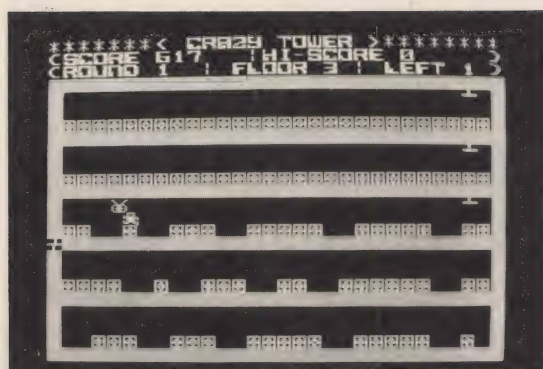 *******< CRAZY TOWER >*******
<SCORE 617, |HI-SCORE 0 >
<ROUND 1 | FLOOR 3 | LEFT 1 >